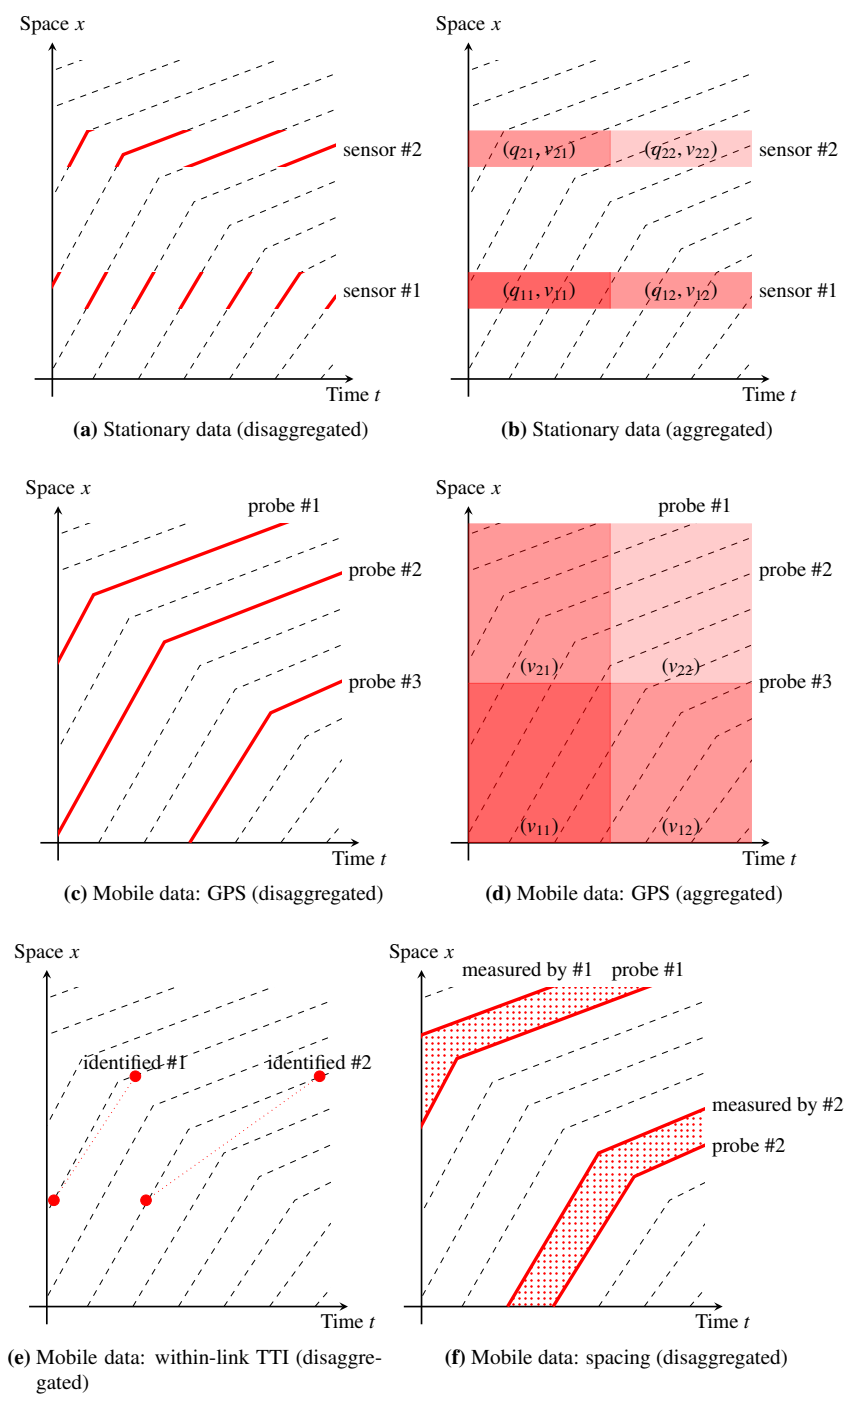 Space x
Space x
sensor #2
(q21, v21)
(q22, v22)
sensor #2
sensor #1
(q11, v11)
(q12, v12)
sensor #1
Time t
Time t
(a) Stationary data (disaggregated)
(b) Stationary data (aggregated)
Space x
probe #1
Space x
probe #1
probe #2
probe #2
(v21)
(v22)
probe #3
probe #3
(v11)
(v12)
Time t
Time t
(c) Mobile data: GPS (disaggregated)
(d) Mobile data: GPS (aggregated)
Space x
Space x
measured by #1
probe #1
identified #1
identified #2
measured by #2
probe #2
Time t
Time t
(e) Mobile data: within-link TTI (disaggre-
gated)
(f) Mobile data: spacing (disaggregated)